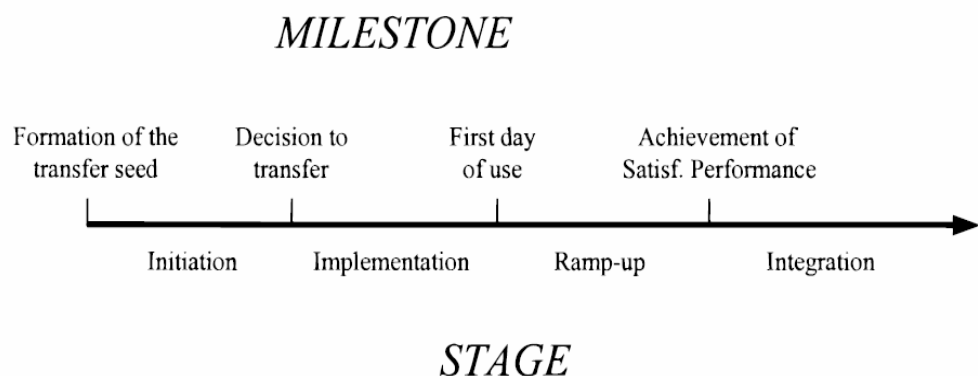 MILESTONE
Formation of the
transfer seed
Decision to
transfer
First day
of use
Achievement of
Satisf. Performance
Initiation
Implementation
Ramp-up
Integration
STAGE